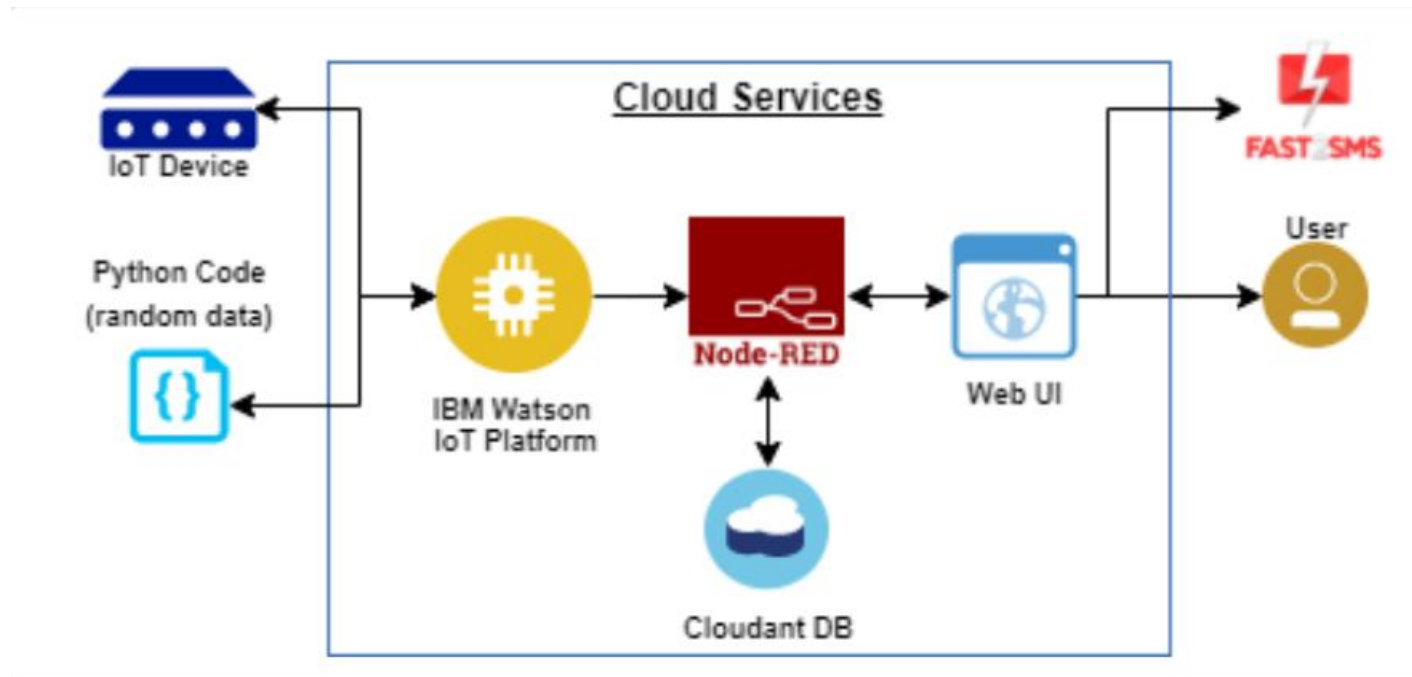 Cloud Services
IoT Device
FAST2SMS
User
Python Code
(random data)
{}
Node-RED
Web UI
IBM Watson
IoT Platform
Cloudant DB